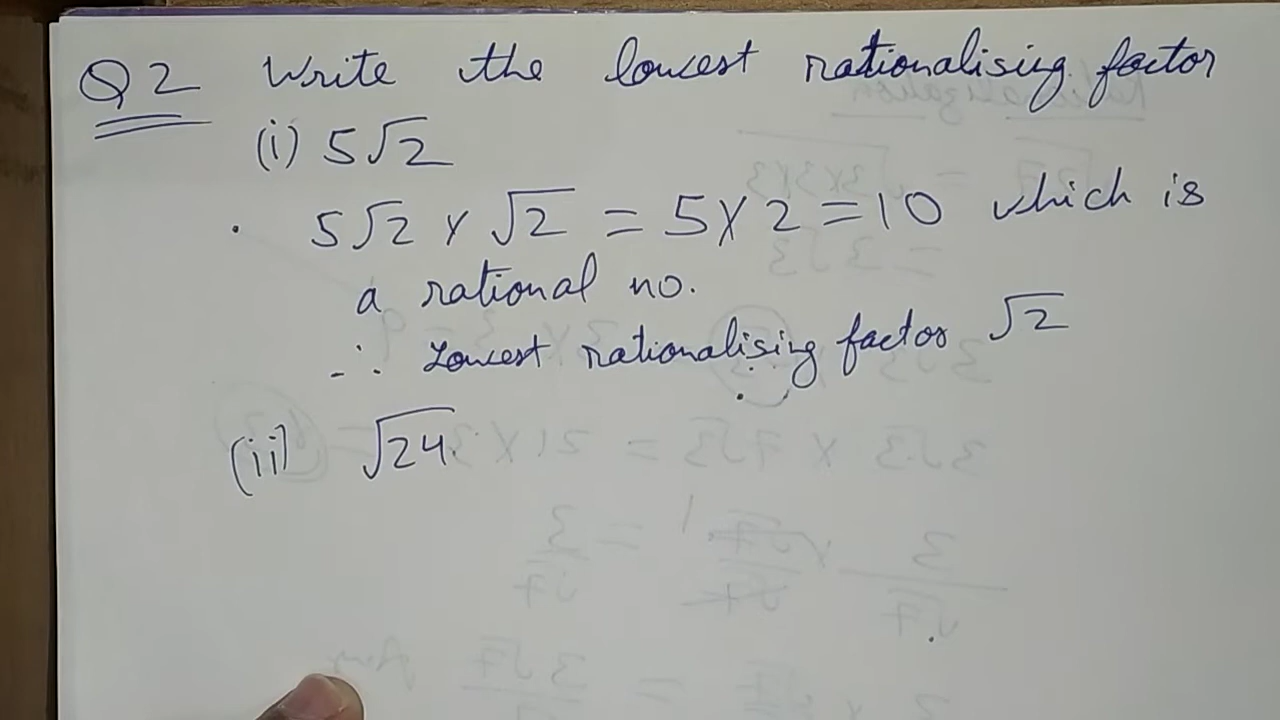 Q2 Write the lowest rationalising factor
(i) 5√2
5√2 × √2 = 5 × 2 = 10 which is
a rational no.
∴ Lowest rationalising factor √2
(ii) √24